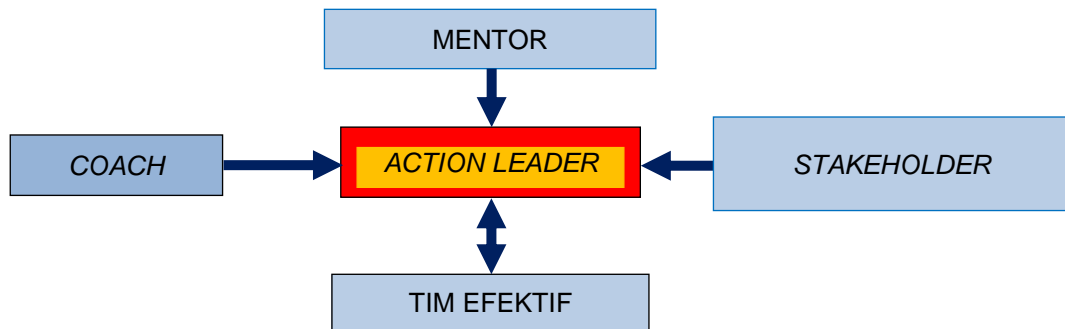 MENTOR
COACH
ACTION LEADER
STAKEHOLDER
TIM EFEKTIF